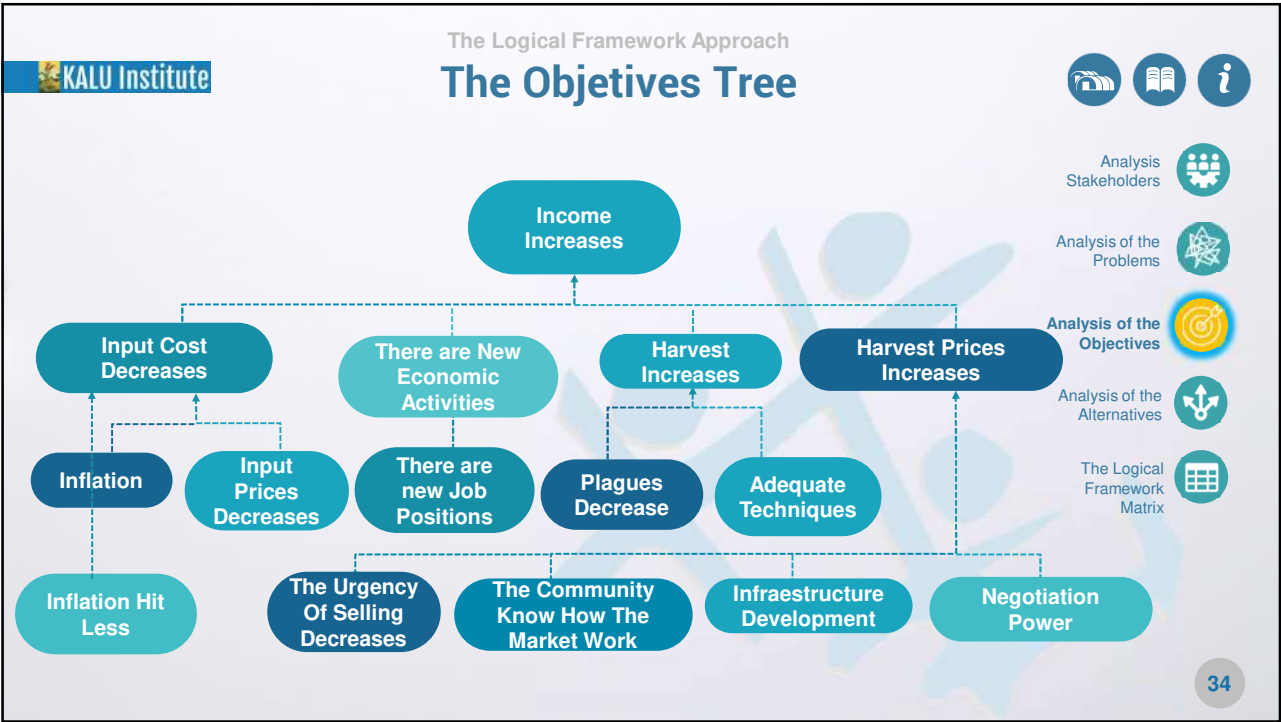 The Logical Framework Approach
KALU Institute
The Objetives Tree
i
Analysis
Stakeholders
Analysis of the
Problems
Analysis of the
Objectives
Analysis of the
Alternatives
The Logical
Framework
Matrix
Income
Increases
Input Cost
Decreases
There are New
Economic
Activities
Harvest
Increases
Harvest Prices
Increases
Inflation
Input
Prices
Decreases
There are
new Job
Positions
Plagues
Decrease
Adequate
Techniques
Inflation Hit
Less
The Urgency
Of Selling
Decreases
The Community
Know How The
Market Work
Infraestructure
Development
Negotiation
Power
34